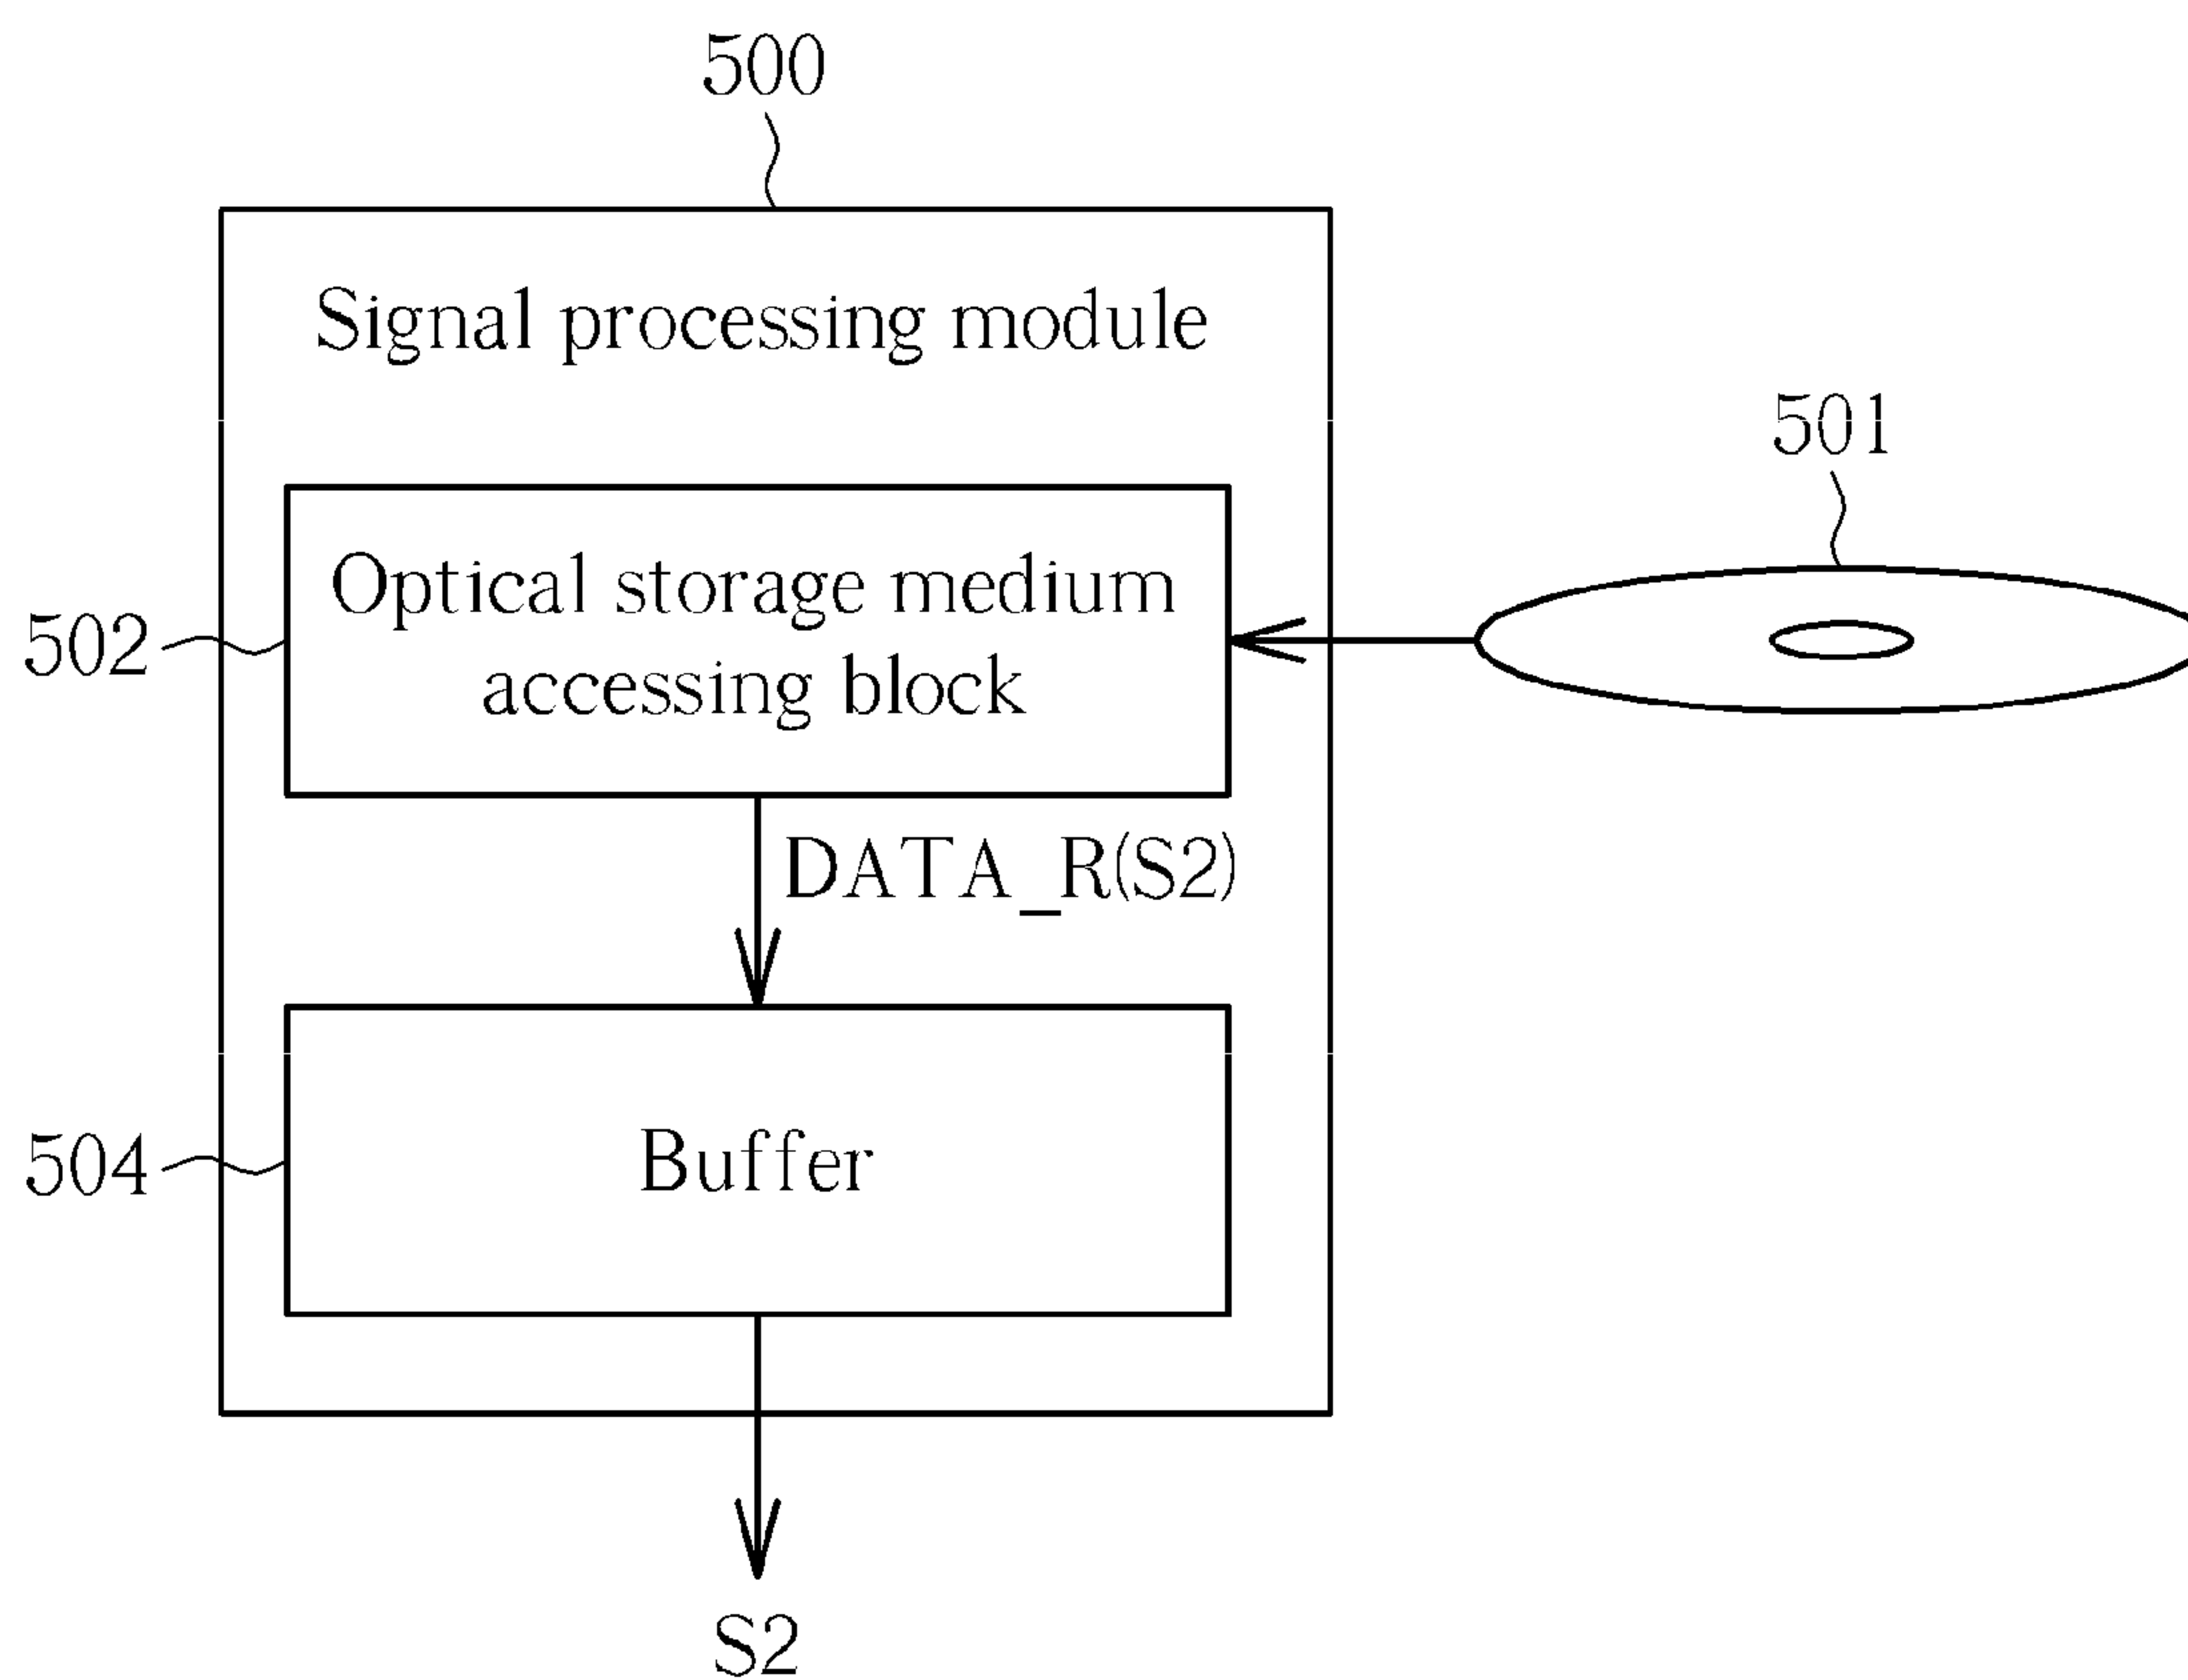 500
Signal processing module
501
Optical storage medium
accessing block
502
DATA_R(S2)
Buffer
504
S2